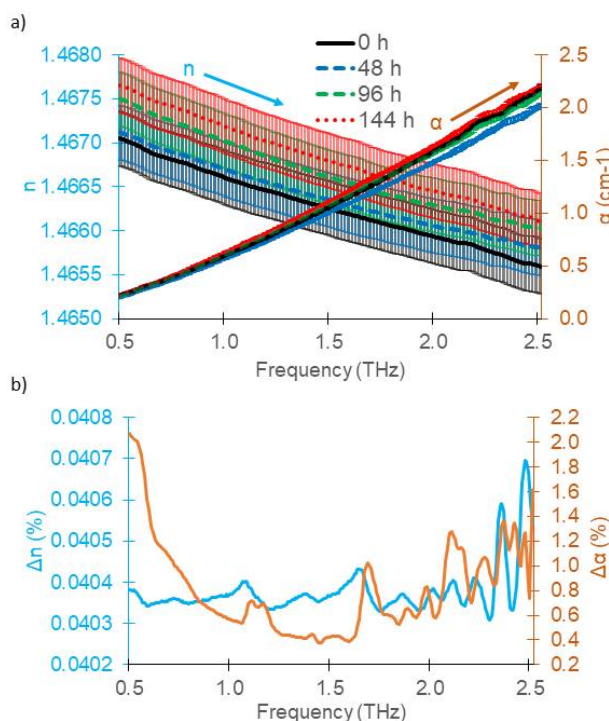 a)
1.4680
1.4675
1.4670
1.4665
1.4660
1.4655
1.4650
n
n
0 h
48 h
96 h
144 h
α
2.5
2.0
1.5
1.0
0.5
0.0
α (cm-1)
0.5 1.0 1.5 2.0 2.5
Frequency (THz)
b)
0.0408
0.0407
0.0406
0.0405
0.0404
0.0403
0.0402
Δn (%)
2.2
2.0
1.8
1.6
1.4
1.2
1.0
0.8
0.6
0.4
0.2
Δα (%)
0.5 1.0 1.5 2.0 2.5
Frequency (THz)